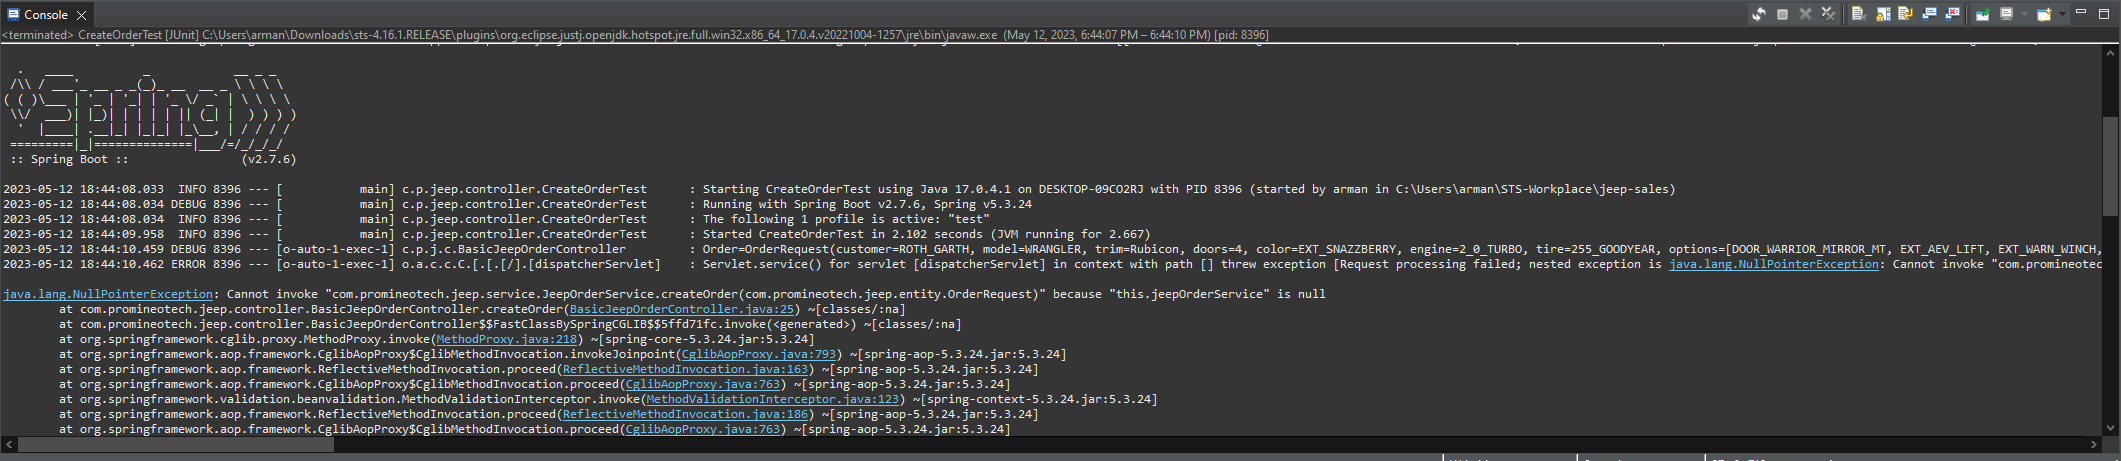 Console
<terminated> CreateOrderTest [JUnit] C:\Users\arman\Downloads\sts-4.16.1.RELEASE\plugins\org.eclipse.justj.openjdk.hotspot.jre.full.win32.x86_64_17.0.4.v20221004-1257\jre\bin\javaw.exe (May 12, 2023, 6:44:07 PM – 6:44:10 PM) [pid: 8396]
  .   ____          _            __ _ _
 /\\ / ___'_ __ _ _(_)_ __  __ _ \ \ \ \
( ( )\___ | '_ | '_| | '_ \/ _` | \ \ \ \
 \\/  ___)| |_)| | | | | || (_| |  ) ) ) )
  '  |____| .__|_| |_|_| |_\__, | / / / /
 =========|_|==============|___/=/_/_/_/
 :: Spring Boot ::                (v2.7.6)
2023-05-12 18:44:08.033  INFO 8396 --- [           main] c.p.jeep.controller.CreateOrderTest      : Starting CreateOrderTest using Java 17.0.4.1 on DESKTOP-09CO2RJ with PID 8396 (started by arman in C:\Users\arman\STS-Workplace\jeep-sales)
2023-05-12 18:44:08.034 DEBUG 8396 --- [           main] c.p.jeep.controller.CreateOrderTest      : Running with Spring Boot v2.7.6, Spring v5.3.24
2023-05-12 18:44:08.034  INFO 8396 --- [           main] c.p.jeep.controller.CreateOrderTest      : The following 1 profile is active: "test"
2023-05-12 18:44:09.958  INFO 8396 --- [           main] c.p.jeep.controller.CreateOrderTest      : Started CreateOrderTest in 2.102 seconds (JVM running for 2.667)
2023-05-12 18:44:10.459 DEBUG 8396 --- [o-auto-1-exec-1] c.p.j.c.BasicJeepOrderController         : Order=OrderRequest(customer=ROTH_GARTH, model=WRANGLER, trim=Rubicon, doors=4, color=EXT_SNAZZBERRY, engine=2_0_TURBO, tire=255_GOODYEAR, options=[DOOR_WARRIOR_MIRROR_MT, EXT_AEV_LIFT, EXT_WARN_WINCH,
2023-05-12 18:44:10.462 ERROR 8396 --- [o-auto-1-exec-1] o.a.c.c.C.[.[.[/].[dispatcherServlet]    : Servlet.service() for servlet [dispatcherServlet] in context with path [] threw exception [Request processing failed; nested exception is java.lang.NullPointerException: Cannot invoke "com.promineotec
java.lang.NullPointerException: Cannot invoke "com.promineotech.jeep.service.JeepOrderService.createOrder(com.promineotech.jeep.entity.OrderRequest)" because "this.jeepOrderService" is null
at com.promineotech.jeep.controller.BasicJeepOrderController.createOrder(BasicJeepOrderController.java:25) ~[classes/:na]
at com.promineotech.jeep.controller.BasicJeepOrderController$$FastClassBySpringCGLIB$$5ffd71fc.invoke(<generated>) ~[classes/:na]
at org.springframework.cglib.proxy.MethodProxy.invoke(MethodProxy.java:218) ~[spring-core-5.3.24.jar:5.3.24]
at org.springframework.aop.framework.CglibAopProxy$CglibMethodInvocation.invokeJoinpoint(CglibAopProxy.java:793) ~[spring-aop-5.3.24.jar:5.3.24]
at org.springframework.aop.framework.ReflectiveMethodInvocation.proceed(ReflectiveMethodInvocation.java:163) ~[spring-aop-5.3.24.jar:5.3.24]
at org.springframework.aop.framework.CglibAopProxy$CglibMethodInvocation.proceed(CglibAopProxy.java:763) ~[spring-aop-5.3.24.jar:5.3.24]
at org.springframework.validation.beanvalidation.MethodValidationInterceptor.invoke(MethodValidationInterceptor.java:123) ~[spring-context-5.3.24.jar:5.3.24]
at org.springframework.aop.framework.ReflectiveMethodInvocation.proceed(ReflectiveMethodInvocation.java:186) ~[spring-aop-5.3.24.jar:5.3.24]
at org.springframework.aop.framework.CglibAopProxy$CglibMethodInvocation.proceed(CglibAopProxy.java:763) ~[spring-aop-5.3.24.jar:5.3.24]